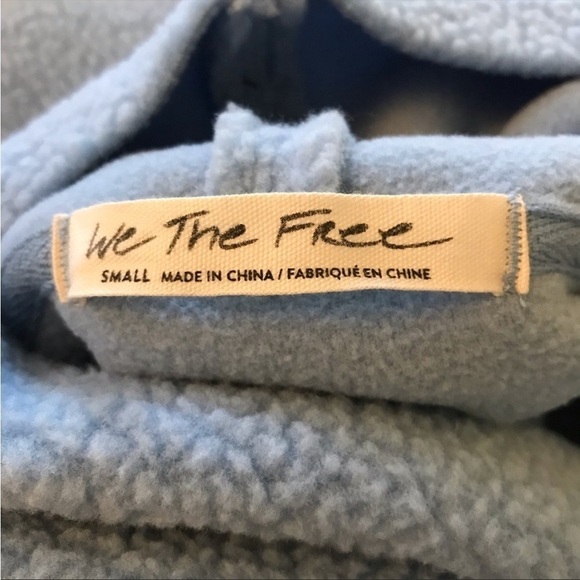 We The Free
SMALL MADE IN CHINA / FABRIQUÉ EN CHINE